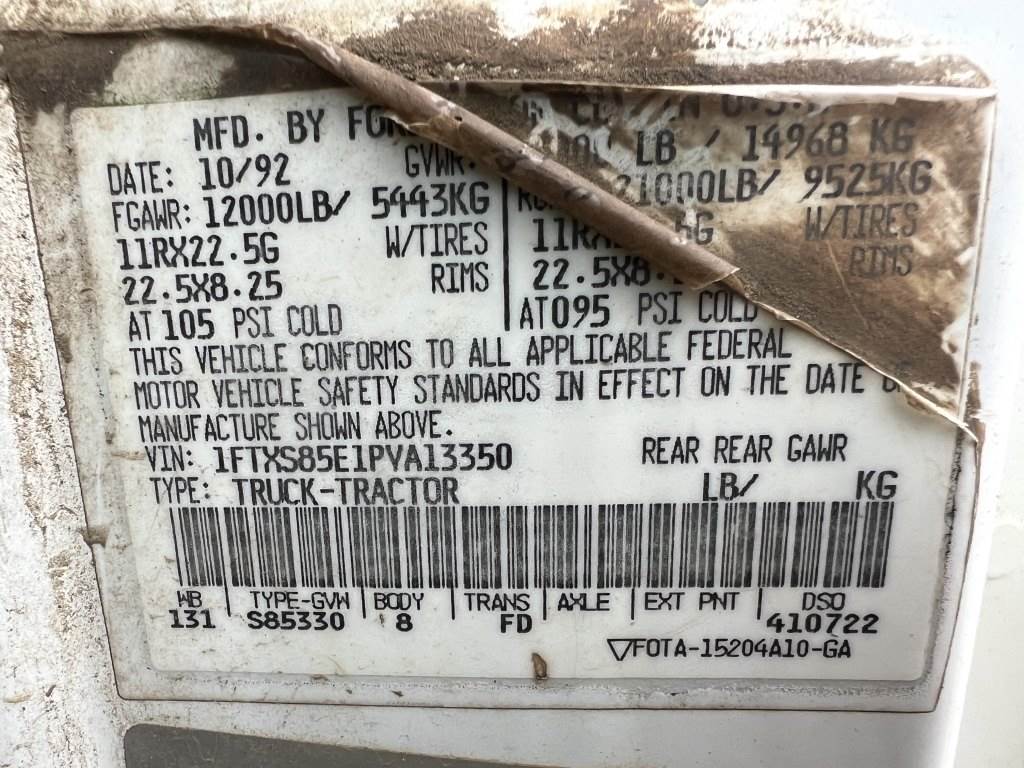 MFD. BY
DATE: 10/92 GVWR: LB / 14968 KG
FGAWR: 12000LB/ 5443KG 21000LB/ 9525KG
11RX22.5G W/TIRES W/TIRES
22.5X8.25 RIMS RIMS
AT 105 PSI COLD AT 095 PSI COLD
THIS VEHICLE CONFORMS TO ALL APPLICABLE FEDERAL
MOTOR VEHICLE SAFETY STANDARDS IN EFFECT ON THE DATE
MANUFACTURE SHOWN ABOVE.
VIN: 1FTXS85E1PVA13350 REAR REAR GAWR
TYPE: TRUCK-TRACTOR LB/ KG
WB TYPE-GVW BODY TRANS AXLE EXT PNT DSO
131 S85330 8 FD 410722
▽FOTA-15204A10-GA